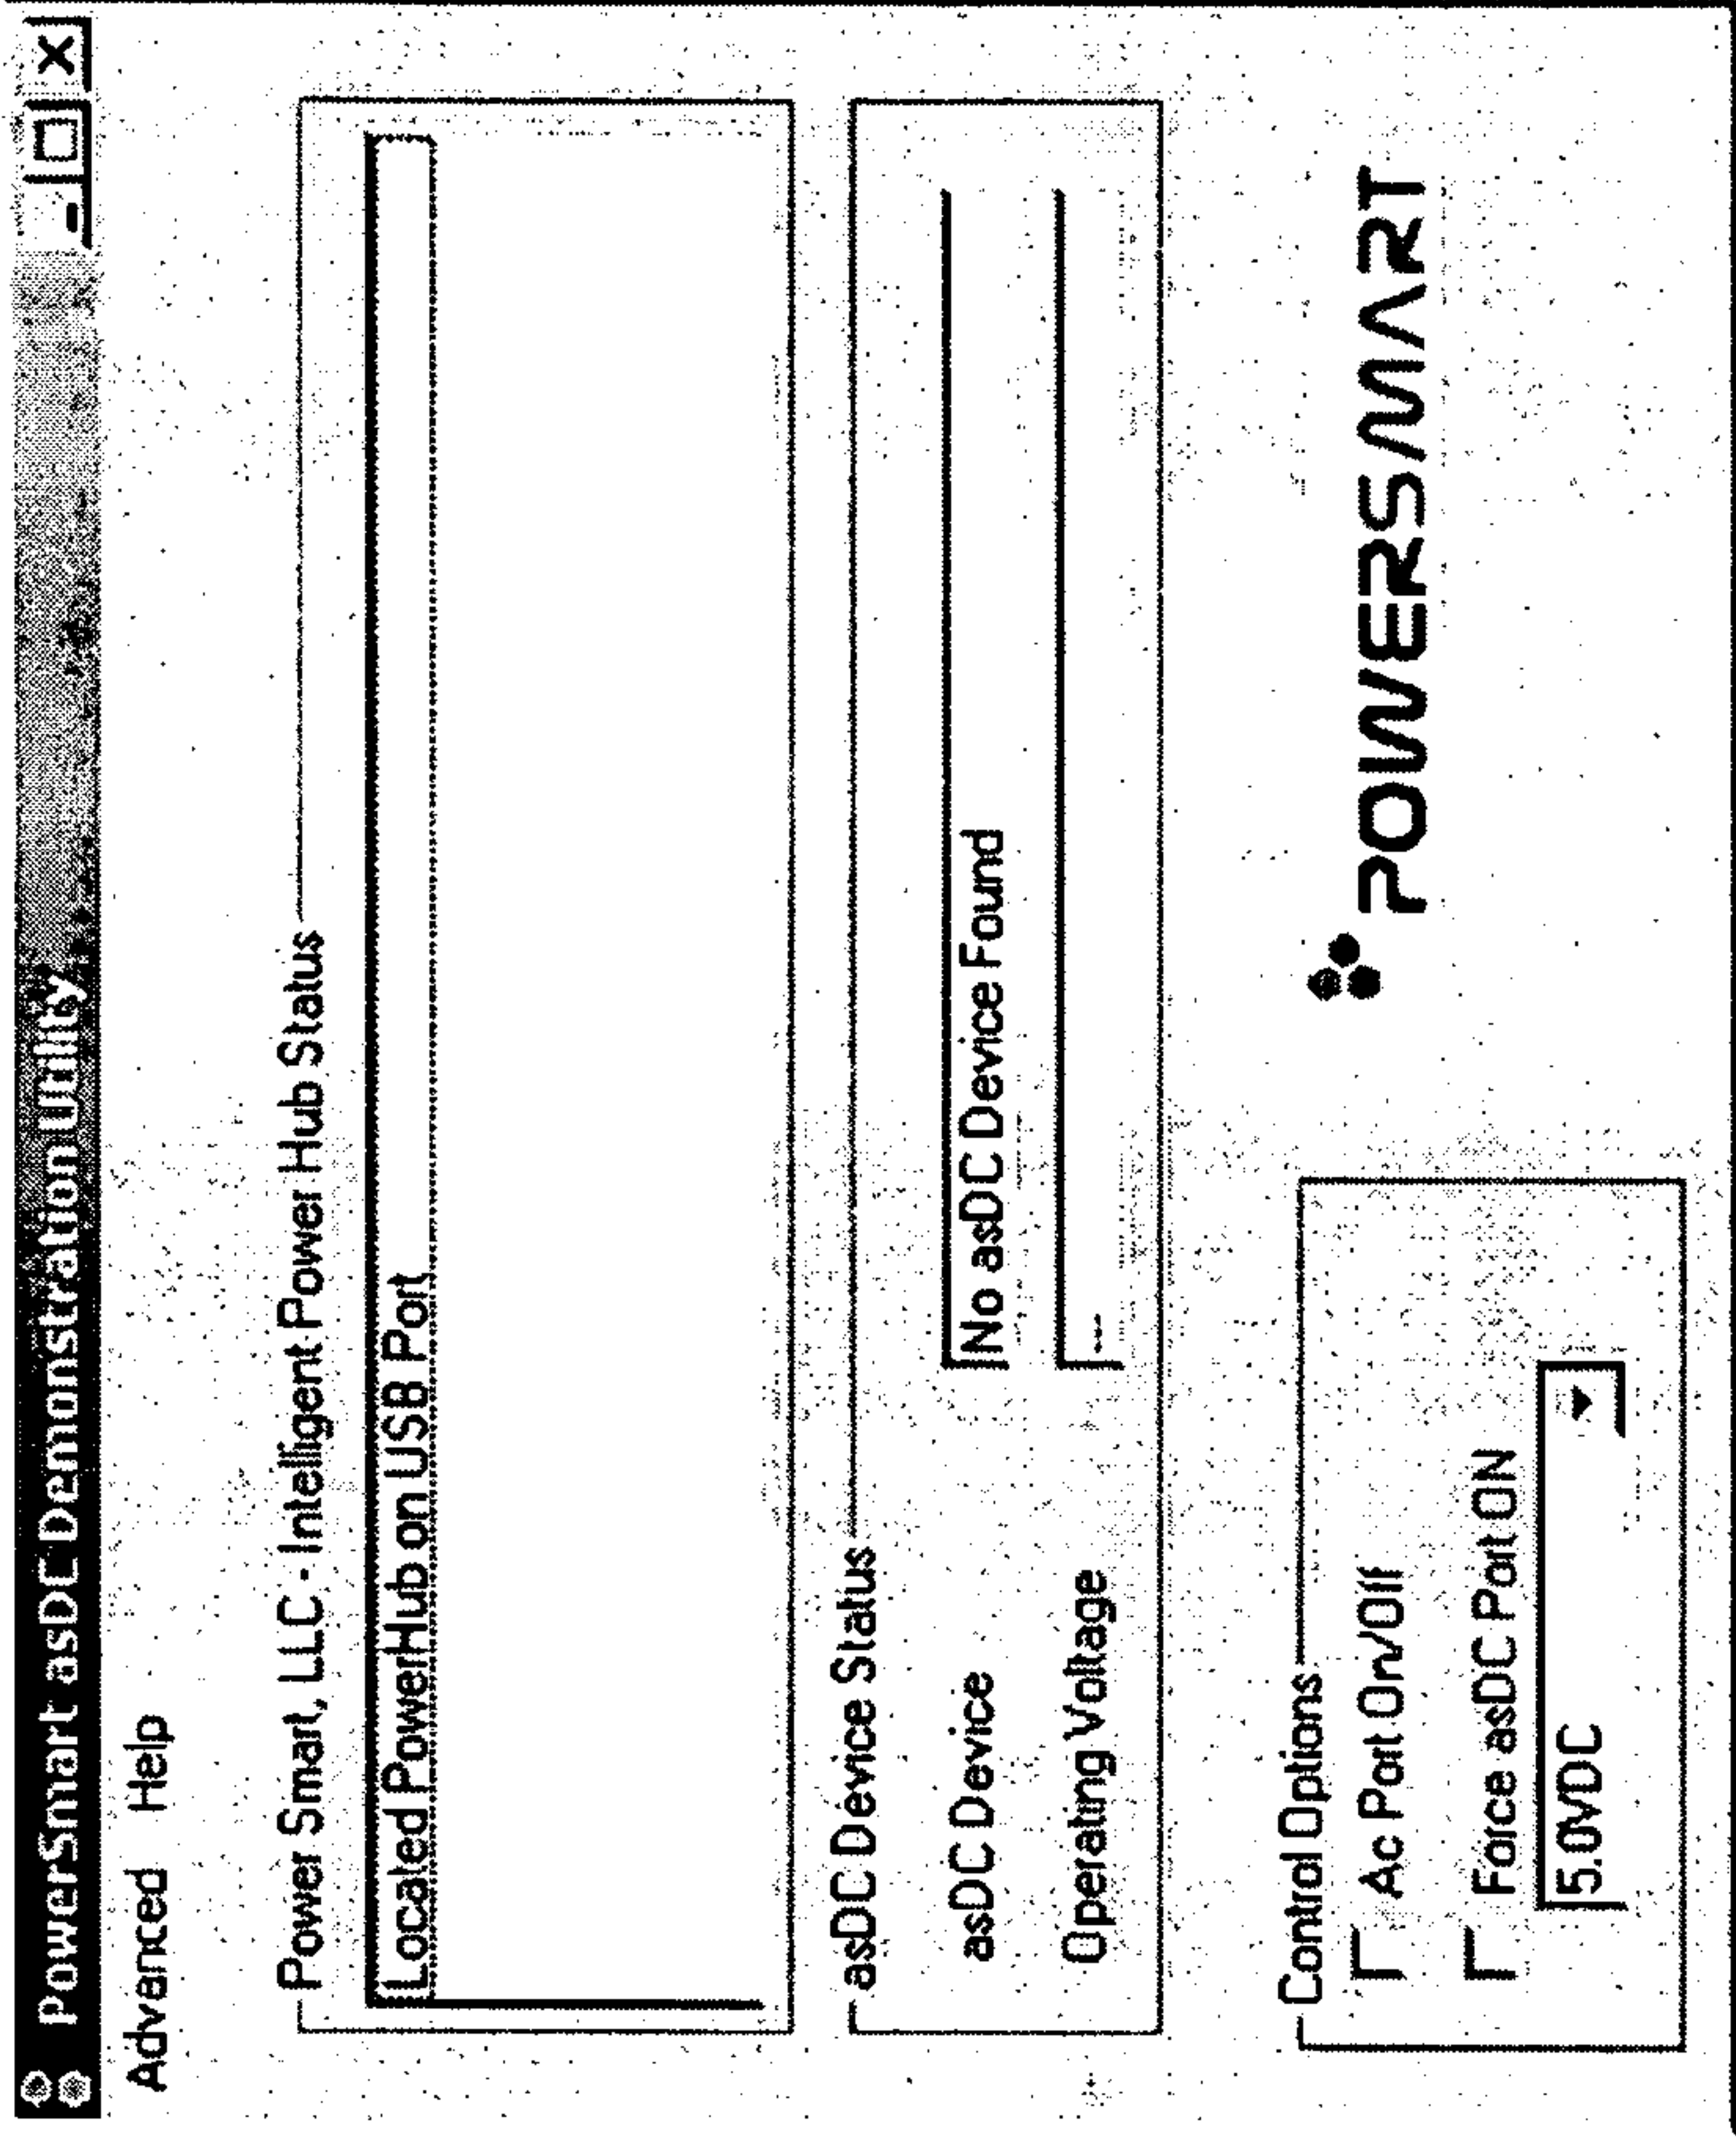 PowerSmart asDC Demonstration Utility
Advanced Help
Power Smart, LLC - Intelligent Power Hub Status
Located PowerHub on USB Port
asDC Device Status
asDC Device No asDC Device Found
Operating Voltage ---
Control Options
Ac Port On/Off
Force asDC Port ON
5.0VDC
POWERSMART